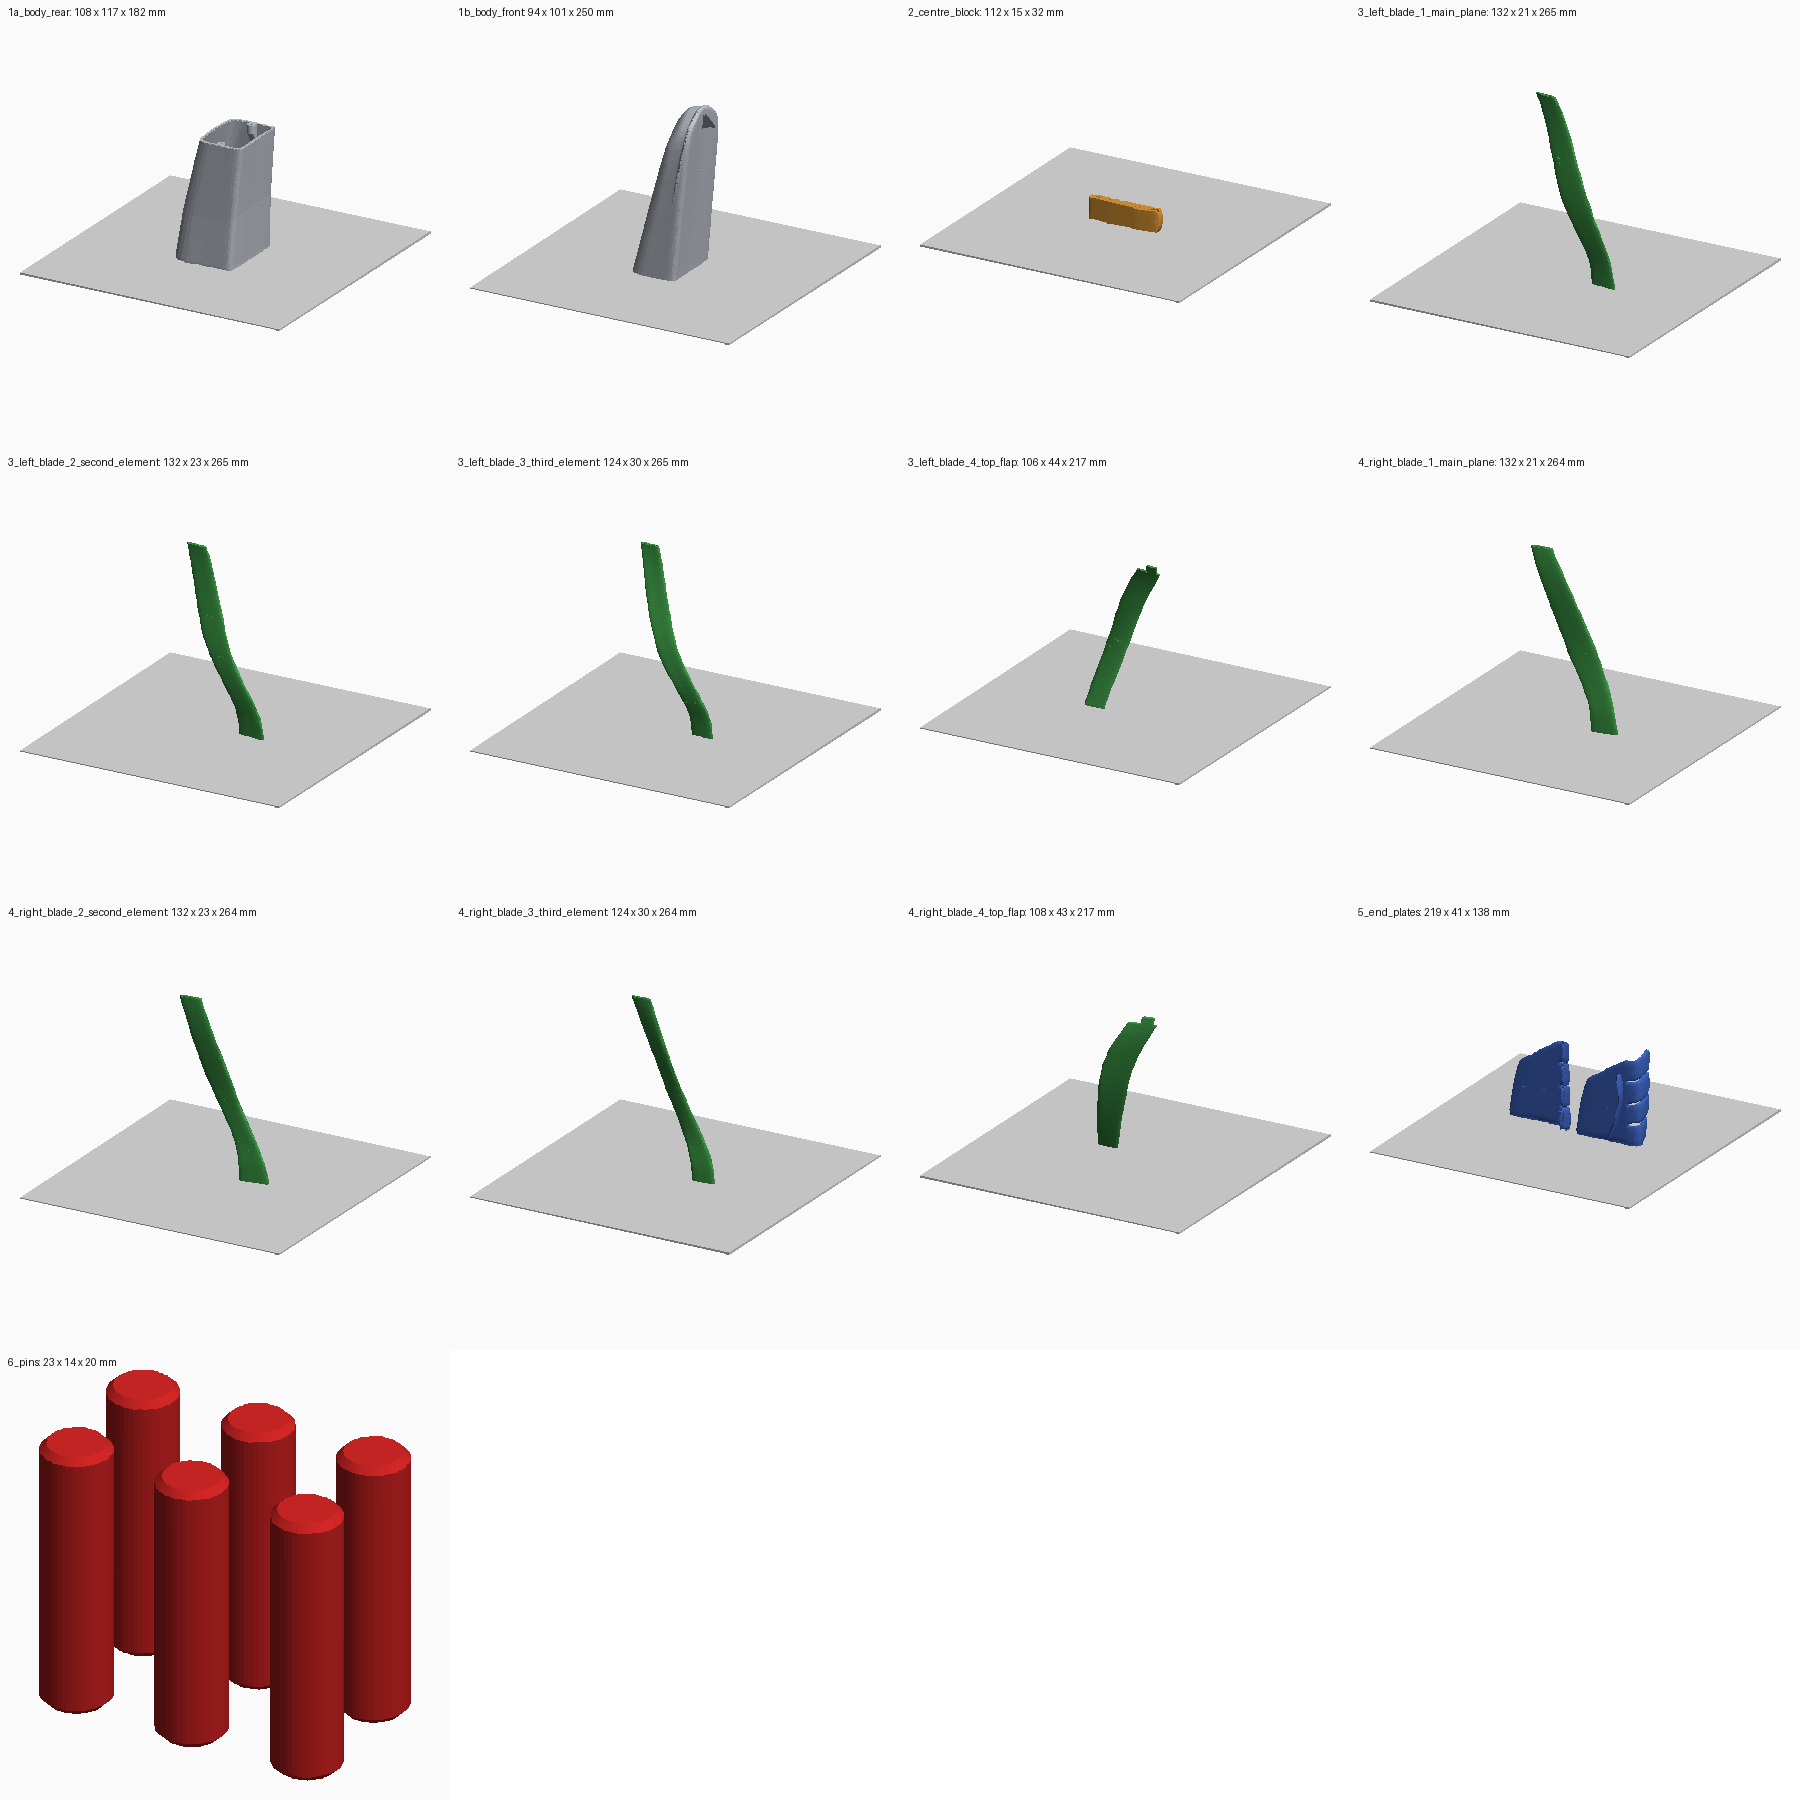 1a_body_rear: 108 x 117 x 182 mm
1b_body_front: 94 x 101 x 250 mm
2_centre_block: 112 x 15 x 32 mm
3_left_blade_1_main_plane: 132 x 21 x 265 mm
3_left_blade_2_second_element: 132 x 23 x 265 mm
3_left_blade_3_third_element: 124 x 30 x 265 mm
3_left_blade_4_top_flap: 106 x 44 x 217 mm
4_right_blade_1_main_plane: 132 x 21 x 264 mm
4_right_blade_2_second_element: 132 x 23 x 264 mm
4_right_blade_3_third_element: 124 x 30 x 264 mm
4_right_blade_4_top_flap: 108 x 43 x 217 mm
5_end_plates: 219 x 41 x 138 mm
6_pins: 23 x 14 x 20 mm